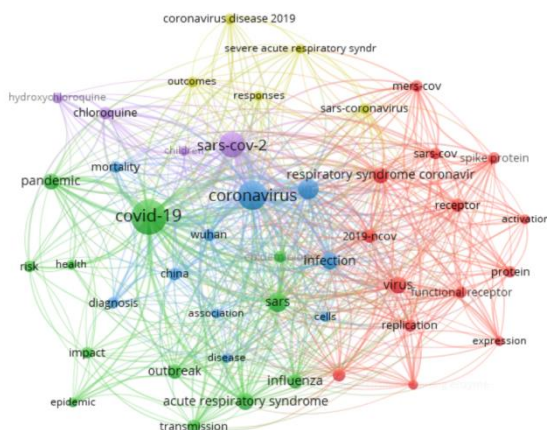 coronavirus disease 2019
severe acute respiratory syndr
outcomes
mers-cov
hydroxychloroquine
responses
chloroquine
sars-coronavirus
sars-cov-2
sars-cov
spike protein
mortality
respiratory syndrome coronavir
pandemic
coronavirus
receptor
covid-19
activation
wuhan
2019-ncov
risk
health
china
infection
protein
virus
functional receptor
diagnosis
sars
association
cells
replication
expression
impact
disease
outbreak
influenza
epidemic
acute respiratory syndrome
transmission